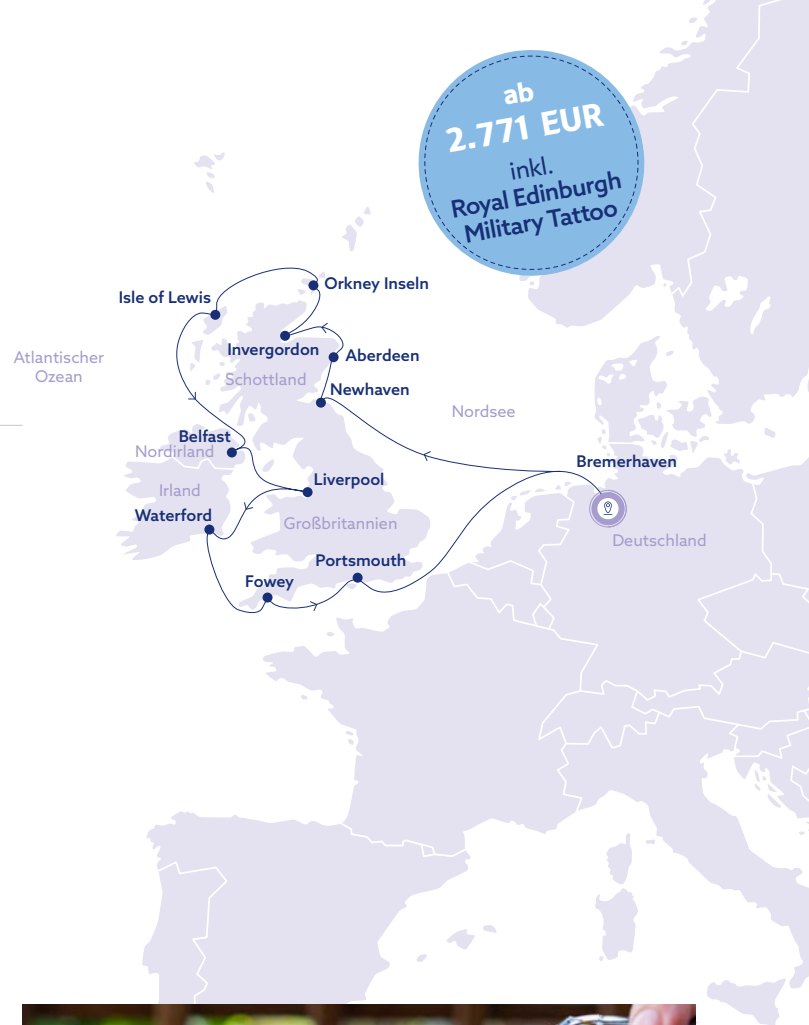 ab
2.771 EUR
inkl.
Royal Edinburgh
Military Tattoo
Orkney Inseln
Isle of Lewis
Invergordon
Aberdeen
Atlantischer
Ozean
Schottland
Newhaven
Nordsee
Belfast
Nordirland
Bremerhaven
Liverpool
Irland
Waterford
Großbritannien
Deutschland
Portsmouth
Fowey